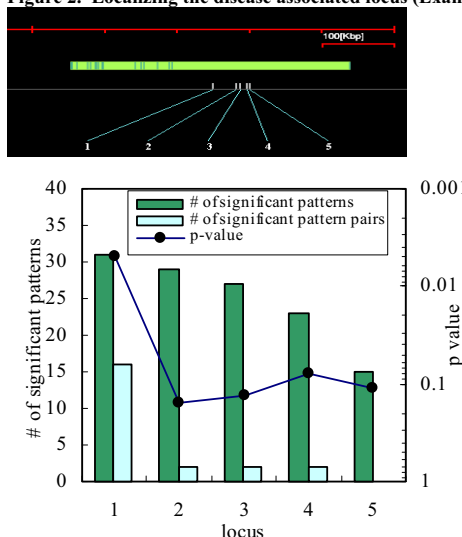 Figure 2. Localizing the disease associated locus (Exam
100[Kbp]
1 2 3 4 5
# of significant patterns
# of significant pattern pairs
p-value
40
35
30
25
20
15
10
5
0
# of significant patterns
0.001
0.01
0.1
1
p value
1 2 3 4 5
locus